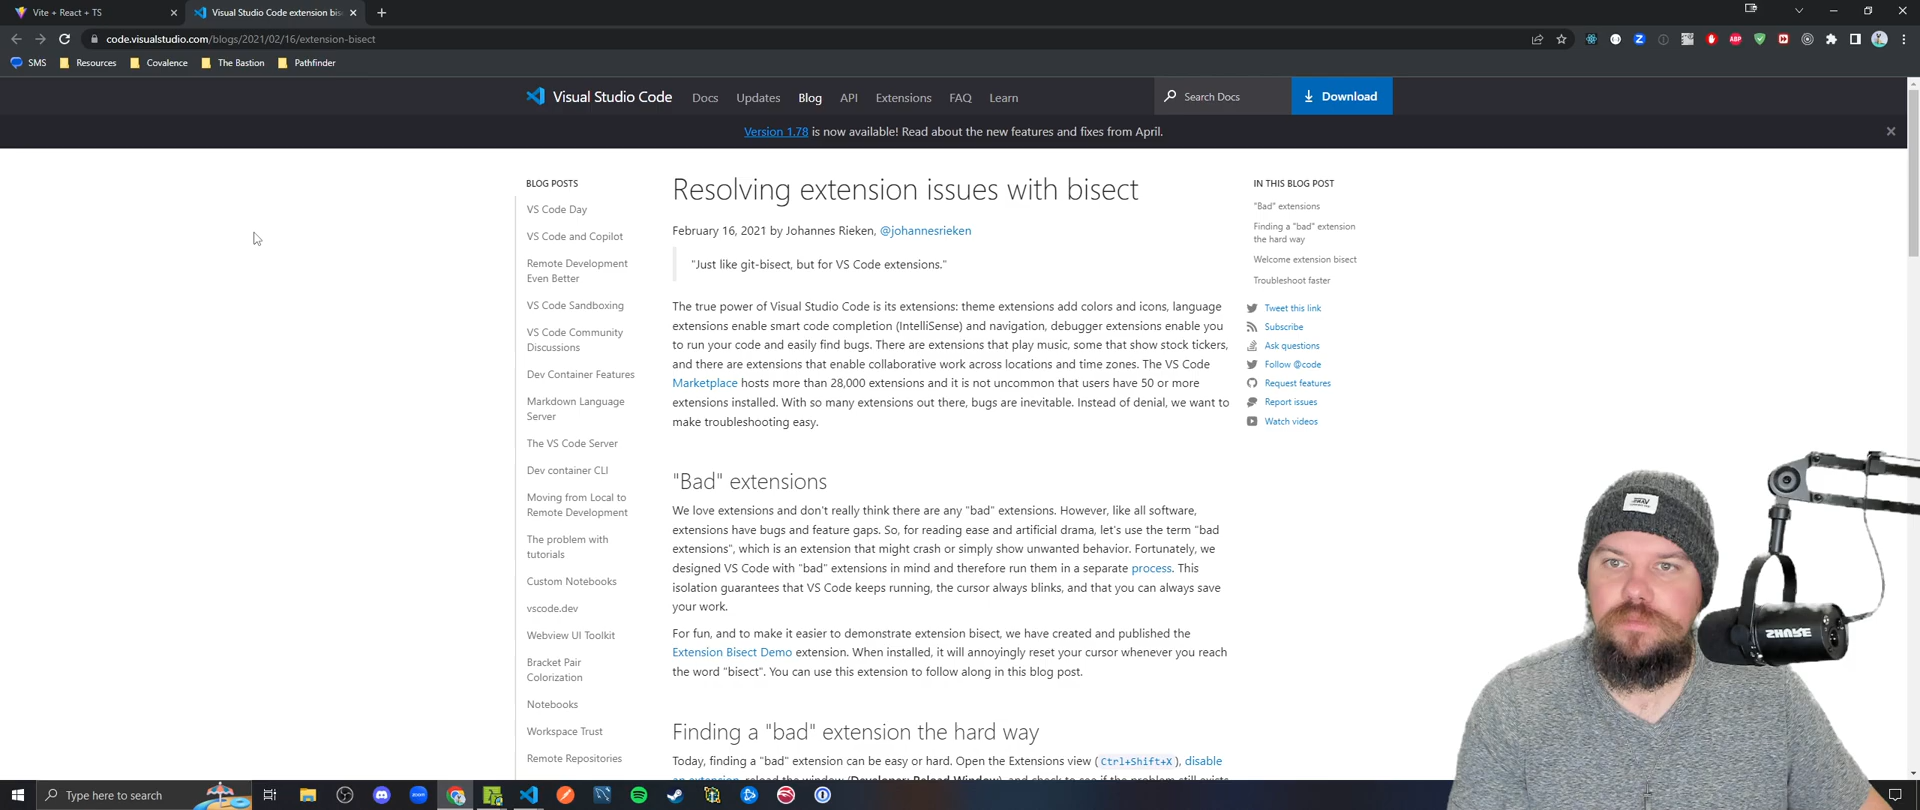 Vite + React + TS
Visual Studio Code extension bis
code.visualstudio.com/blogs/2021/02/16/extension-bisect
SMS
Resources
Covalence
The Bastion
Pathfinder
Visual Studio Code
Docs
Updates
Blog
API
Extensions
FAQ
Learn
Search Docs
Download
Version 1.78 is now available! Read about the new features and fixes from April.
BLOG POSTS
VS Code Day
VS Code and Copilot
Remote Development
Even Better
VS Code Sandboxing
VS Code Community
Discussions
Dev Container Features
Markdown Language
Server
The VS Code Server
Dev container CLI
Moving from Local to
Remote Development
The problem with
tutorials
Custom Notebooks
vscode.dev
Webview UI Toolkit
Bracket Pair
Colorization
Notebooks
Workspace Trust
Remote Repositories
Resolving extension issues with bisect
February 16, 2021 by Johannes Rieken, @johannesrieken
"Just like git-bisect, but for VS Code extensions."
The true power of Visual Studio Code is its extensions: theme extensions add colors and icons, language
extensions enable smart code completion (IntelliSense) and navigation, debugger extensions enable you
to run your code and easily find bugs. There are extensions that play music, some that show stock tickers,
and there are extensions that enable collaborative work across locations and time zones. The VS Code
Marketplace hosts more than 28,000 extensions and it is not uncommon that users have 50 or more
extensions installed. With so many extensions out there, bugs are inevitable. Instead of denial, we want to
make troubleshooting easy.
"Bad" extensions
We love extensions and don't really think there are any "bad" extensions. However, like all software,
extensions have bugs and feature gaps. So, for reading ease and artificial drama, let's use the term "bad
extensions", which is an extension that might crash or simply show unwanted behavior. Fortunately, we
designed VS Code with "bad" extensions in mind and therefore run them in a separate process. This
isolation guarantees that VS Code keeps running, the cursor always blinks, and that you can always save
your work.
For fun, and to make it easier to demonstrate extension bisect, we have created and published the
Extension Bisect Demo extension. When installed, it will annoyingly reset your cursor whenever you reach
the word "bisect". You can use this extension to follow along in this blog post.
Finding a "bad" extension the hard way
Today, finding a "bad" extension can be easy or hard. Open the Extensions view (Ctrl+Shift+X), disable
an extension, reload the window (Developer: Reload Window), and check to see if the problem still exists
IN THIS BLOG POST
"Bad" extensions
Finding a "bad" extension
the hard way
Welcome extension bisect
Troubleshoot faster
Tweet this link
Subscribe
Ask questions
Follow @code
Request features
Report issues
Watch videos
ABP
SHURE
Type here to search
zoom